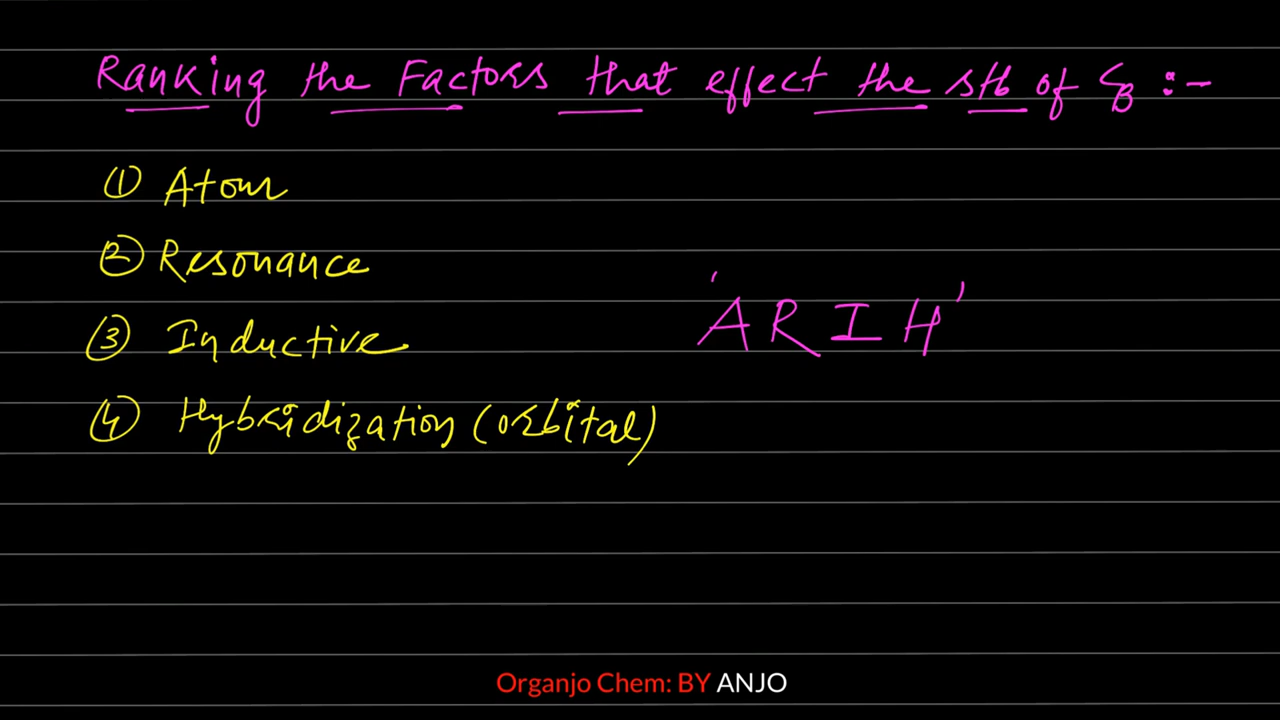 Ranking the Factors that effect the stb of CB :-
① Atom
② Resonance
'ARIH'
③ Inductive
④ Hybridization (orbital)
Organjo Chem: BY ANJO